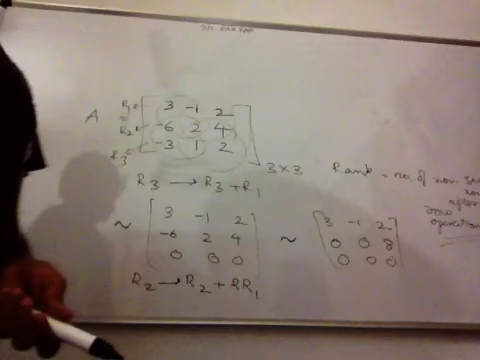 A
R1 3 -1 2
R2 -6 2 4
R3 -3 1 2
3×3
R3 → R3 + R1
Rank = no. of non
after
operation
~ 3 -1 2 ~ 3 -1 2
-6 2 4 0 0 8
0 0 0 0 0 0
R2 → R2 + RR1